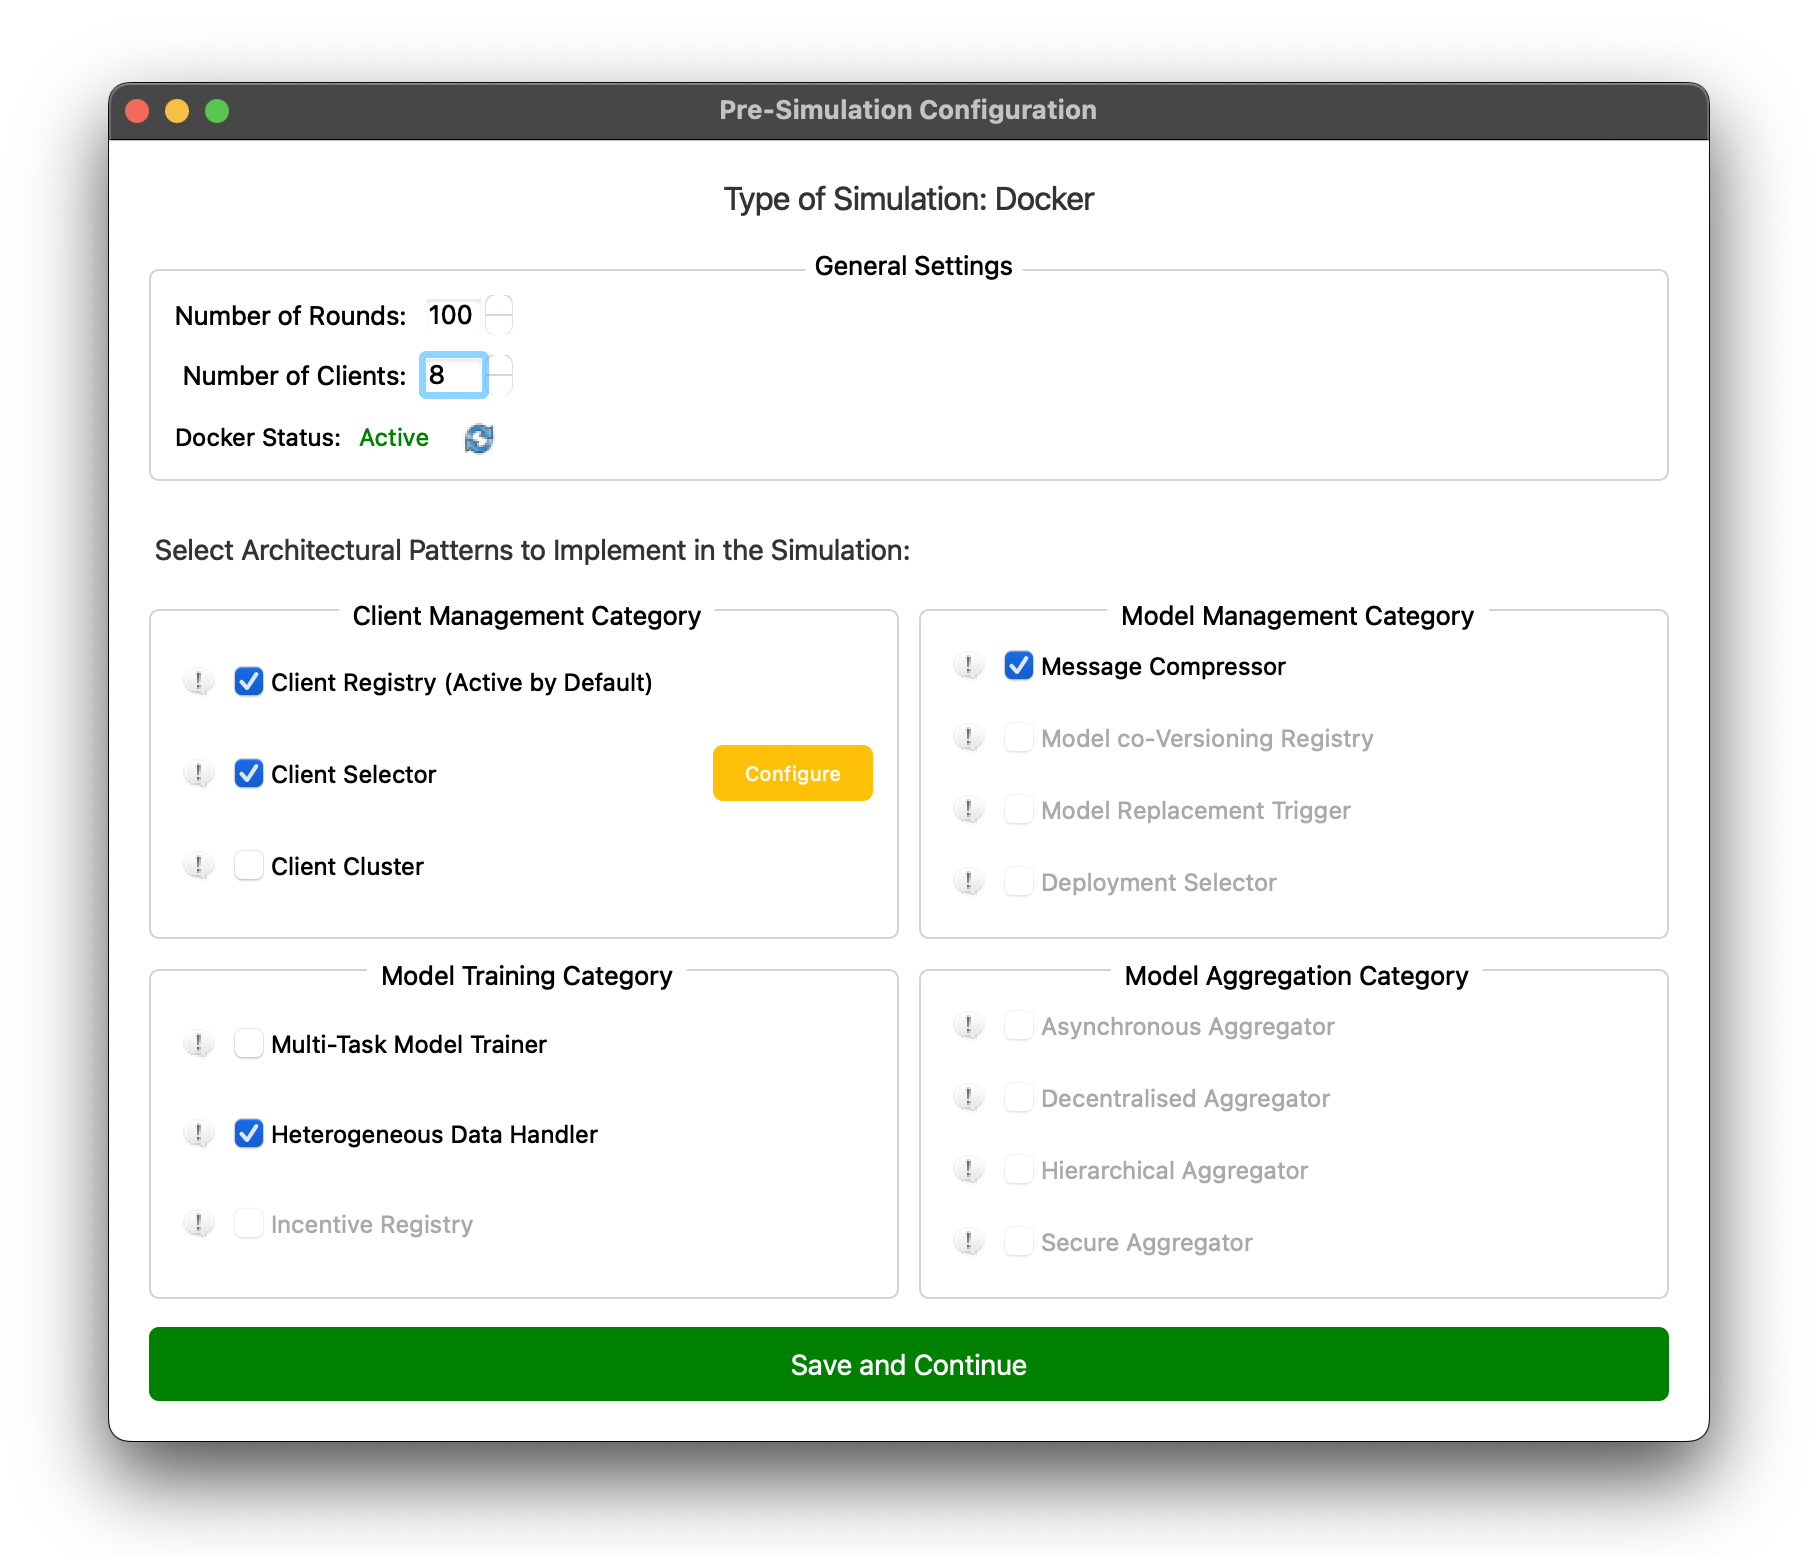 Pre-Simulation Configuration
Type of Simulation: Docker
General Settings
Number of Rounds: 100
Number of Clients: 8
Docker Status: Active
Select Architectural Patterns to Implement in the Simulation:
Client Management Category
! Client Registry (Active by Default)
! Client Selector Configure
! Client Cluster
Model Management Category
! Message Compressor
! Model co-Versioning Registry
! Model Replacement Trigger
! Deployment Selector
Model Training Category
! Multi-Task Model Trainer
! Heterogeneous Data Handler
! Incentive Registry
Model Aggregation Category
! Asynchronous Aggregator
! Decentralised Aggregator
! Hierarchical Aggregator
! Secure Aggregator
Save and Continue